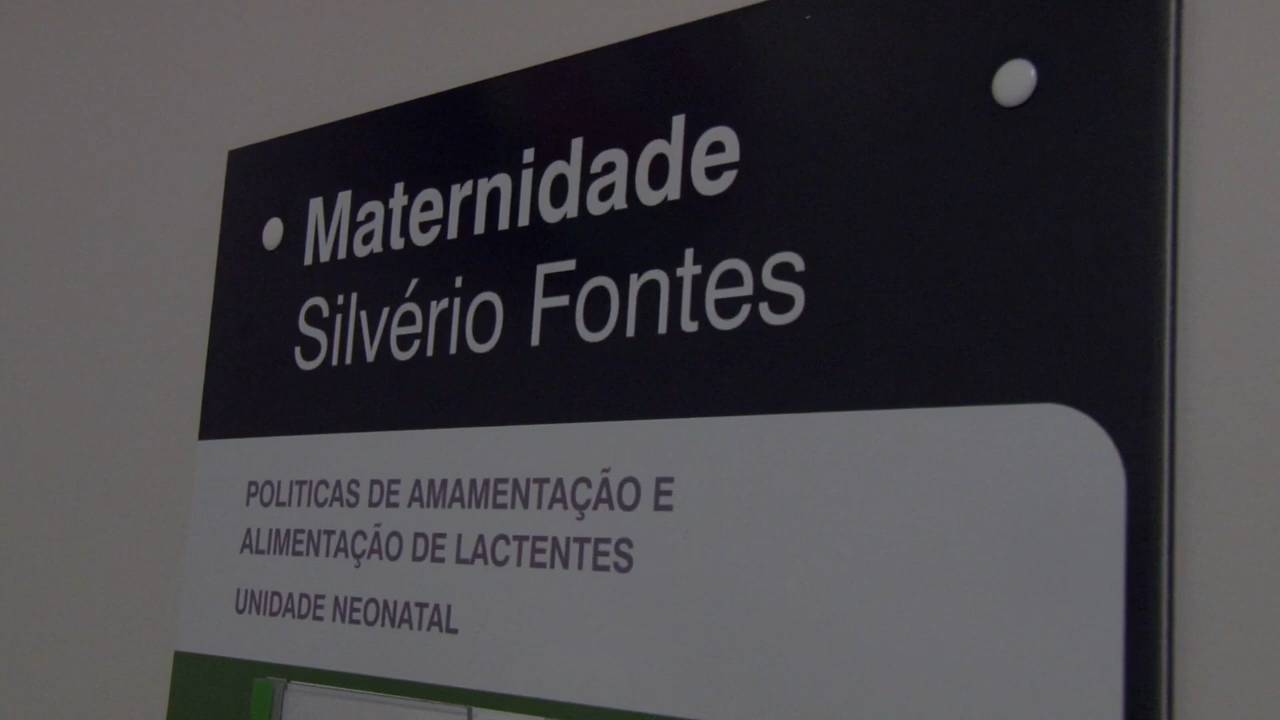 Maternidade
Silvério Fontes
POLITICAS DE AMAMENTAÇÃO E
ALIMENTAÇÃO DE LACTENTES
UNIDADE NEONATAL